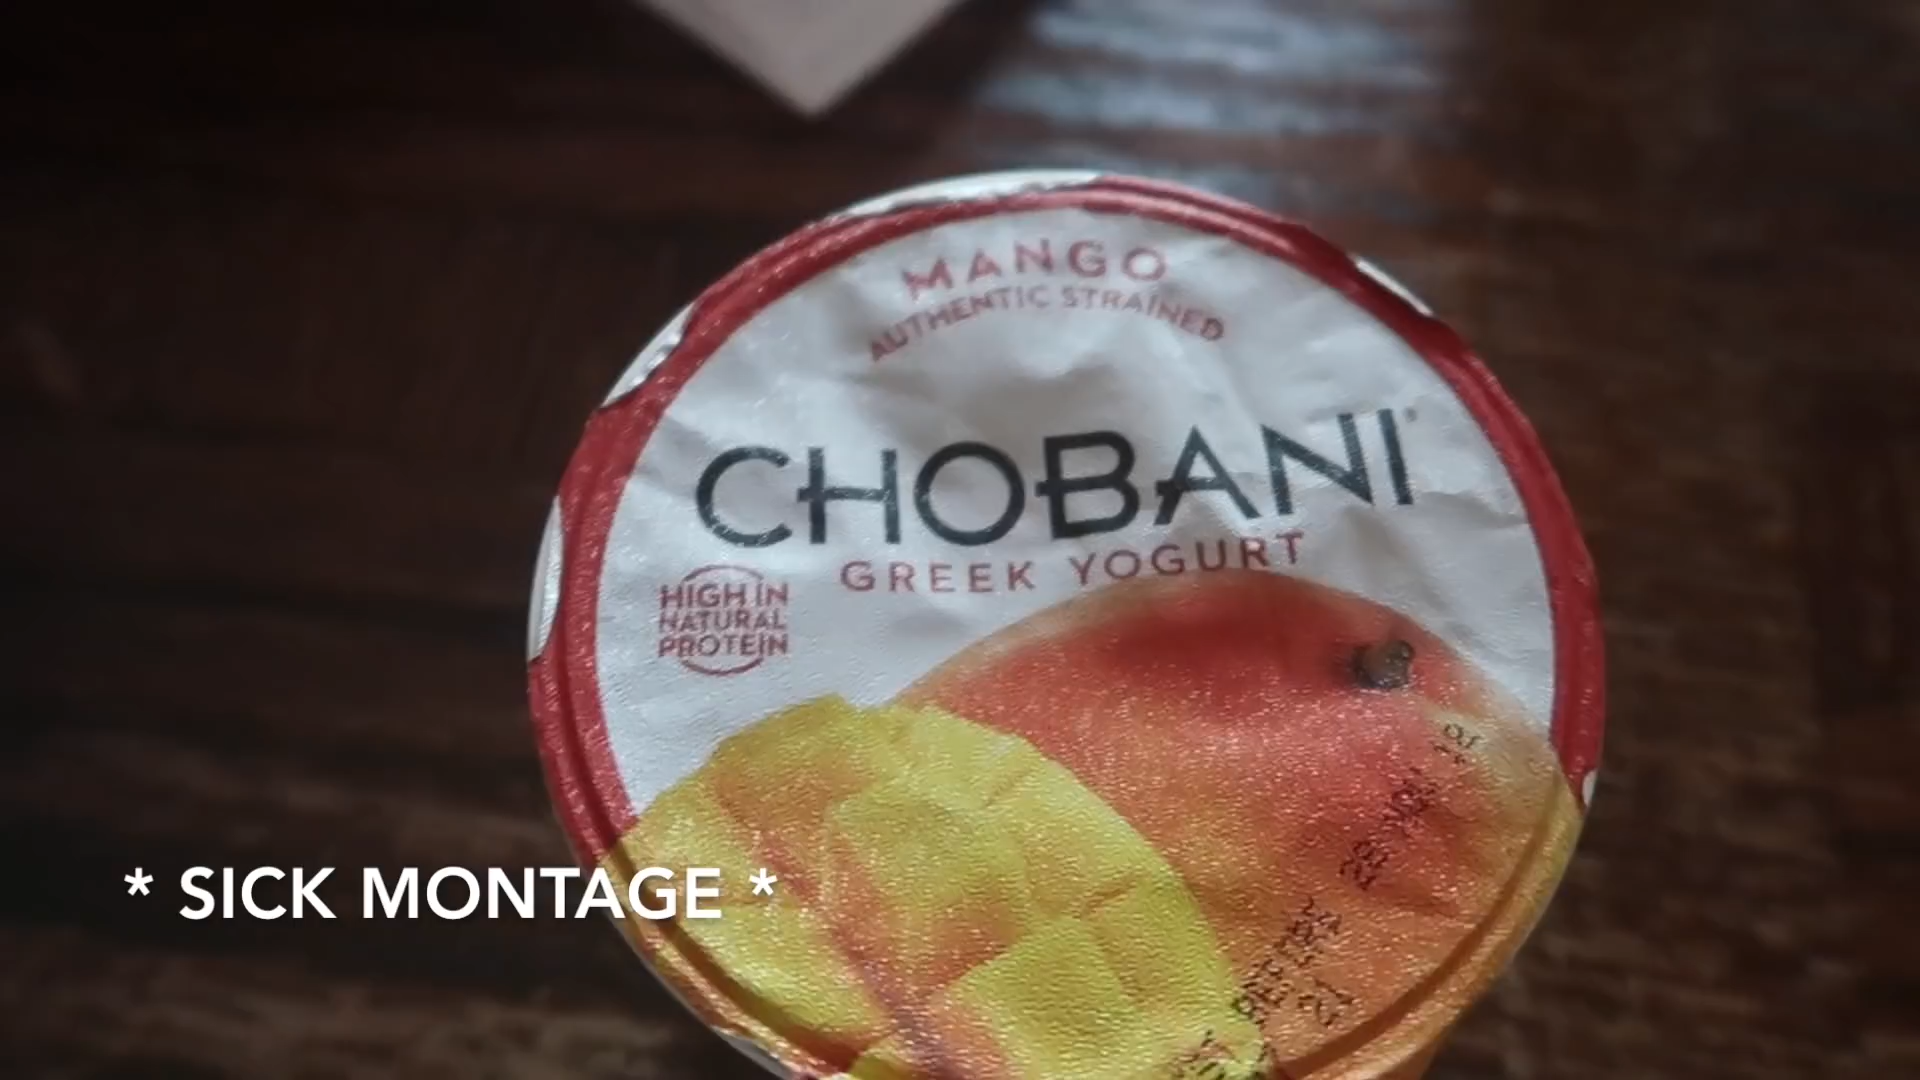 MANGO
AUTHENTIC STRAINED
CHOBANI
GREEK YOGURT
HIGH IN
NATURAL
PROTEIN
* SICK MONTAGE *